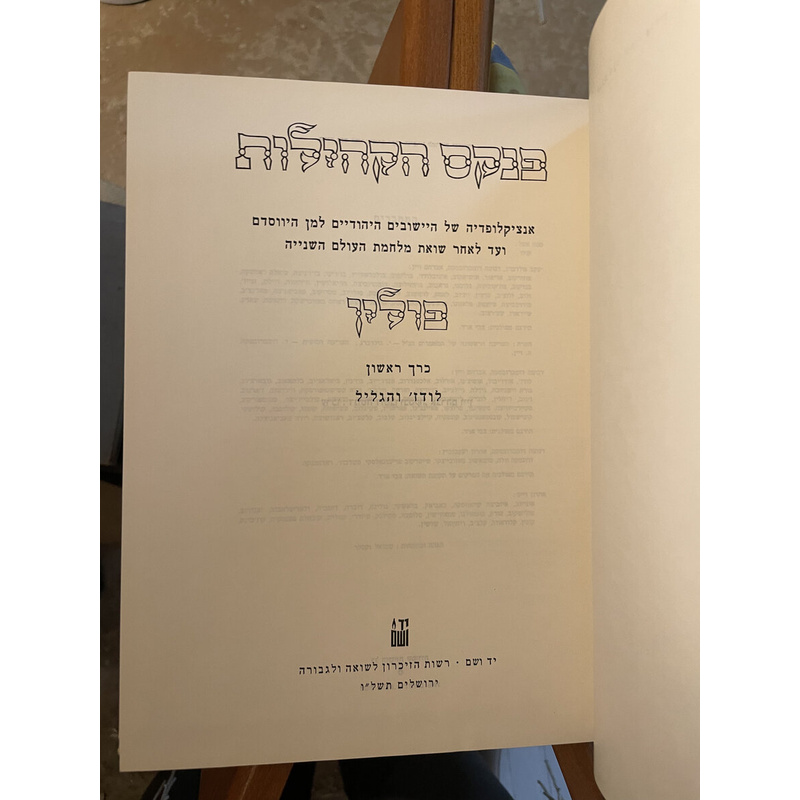 פנקס הקהילות
אנציקלופדיה של היישובים היהודיים למן היווסדם
ועד לאחר שואת מלחמת העולם השנייה
פולין
כרך ראשון
לודז' והגליל
יד
ושם
יד ושם · רשות הזיכרון לשואה ולגבורה
ירושלים תשל"ו